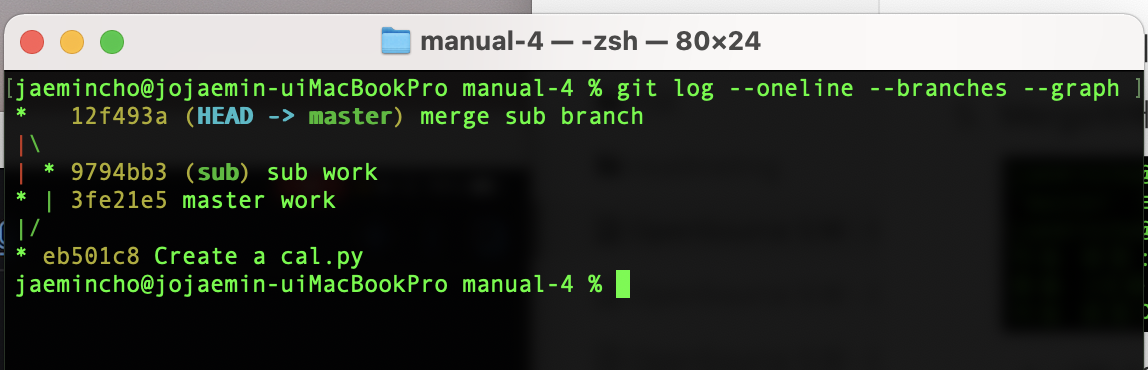 manual-4 — -zsh — 80×24
[jaemincho@jojaemin-uiMacBookPro manual-4 % git log --oneline --branches --graph ]
*   12f493a (HEAD -> master) merge sub branch
|\
| * 9794bb3 (sub) sub work
* | 3fe21e5 master work
|/
* eb501c8 Create a cal.py
jaemincho@jojaemin-uiMacBookPro manual-4 %